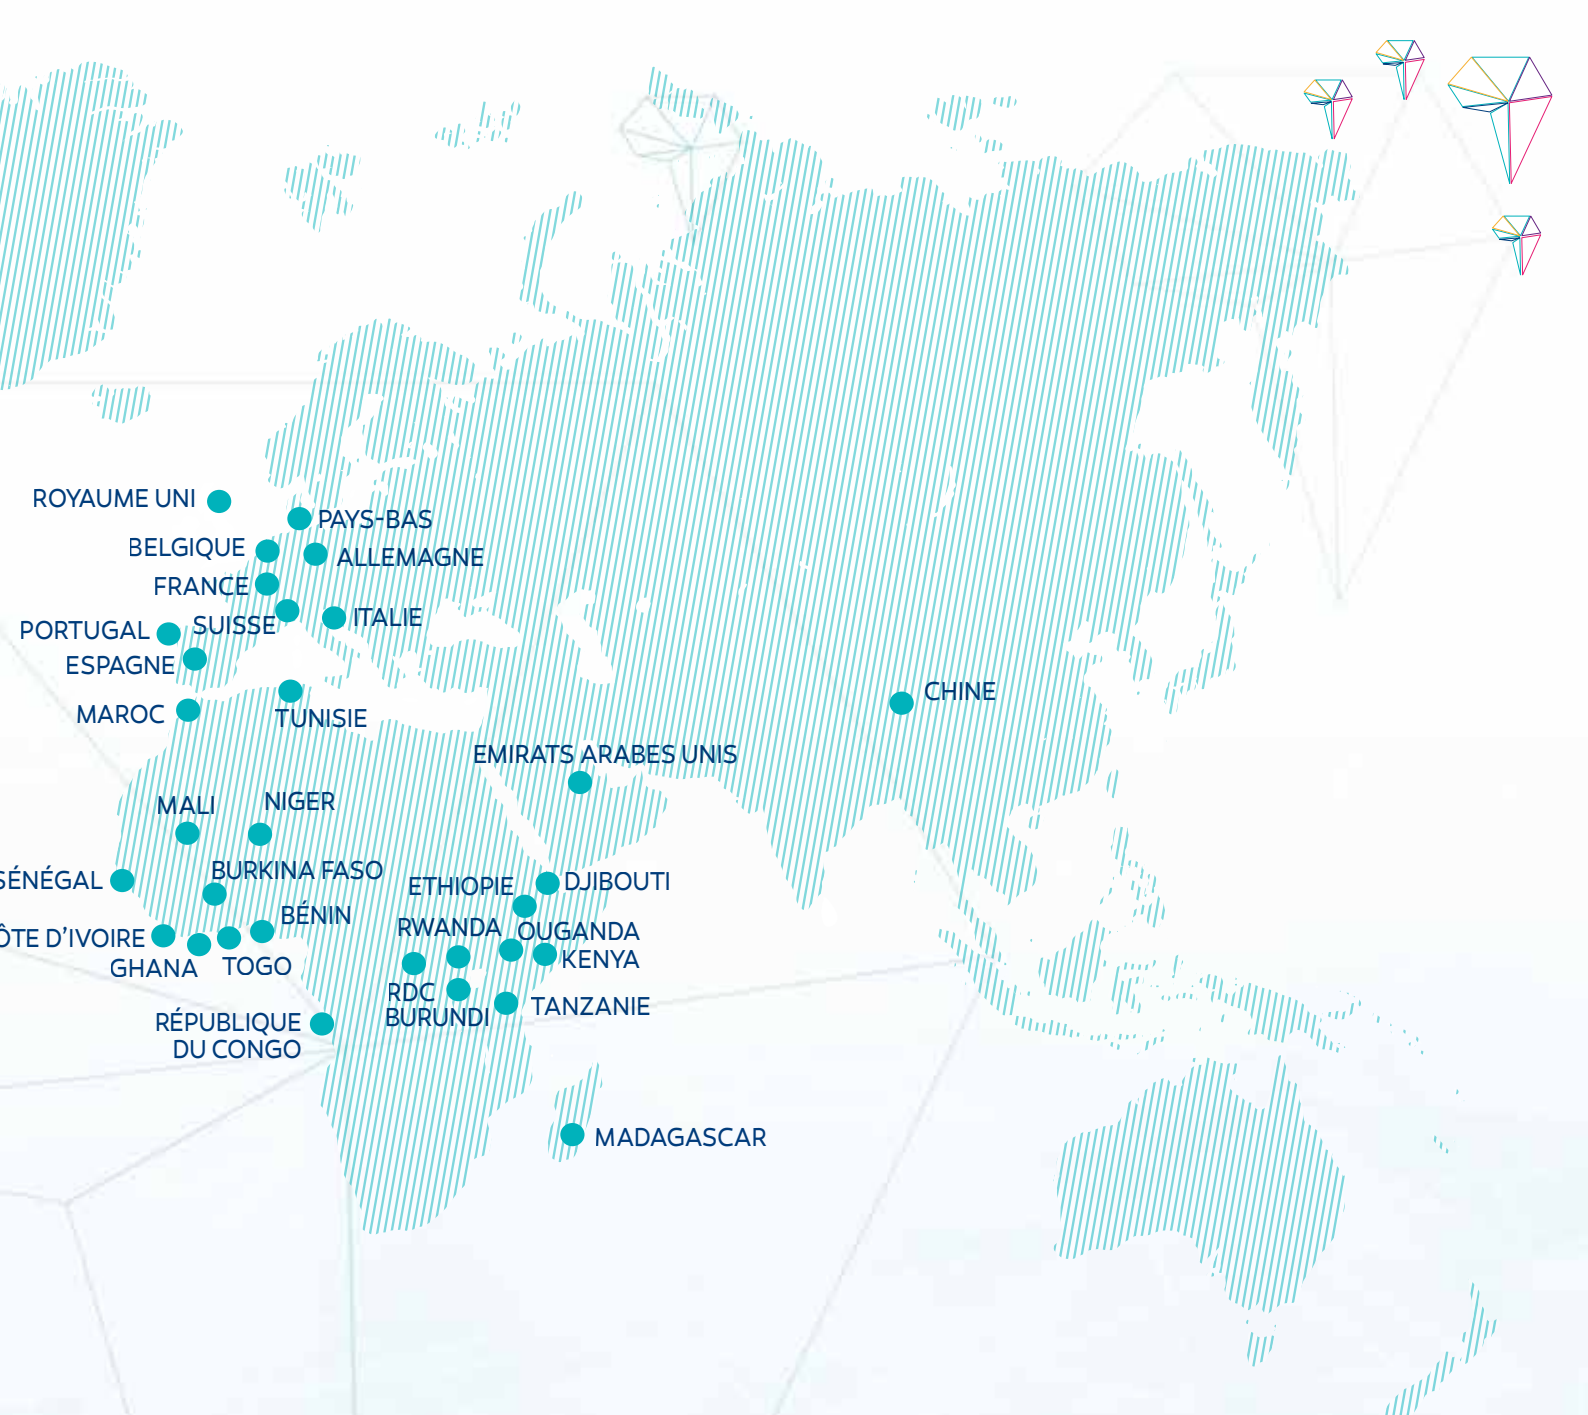 ROYAUME UNI
PAYS-BAS
BELGIQUE
ALLEMAGNE
FRANCE
SUISSE
ITALIE
PORTUGAL
ESPAGNE
MAROC
TUNISIE
CHINE
EMIRATS ARABES UNIS
MALI
NIGER
SÉNÉGAL
BURKINA FASO
ETHIOPIE
DJIBOUTI
BÉNIN
RWANDA
OUGANDA
ÔTE D'IVOIRE
KENYA
GHANA
TOGO
RDC
BURUNDI
TANZANIE
RÉPUBLIQUE
DU CONGO
MADAGASCAR